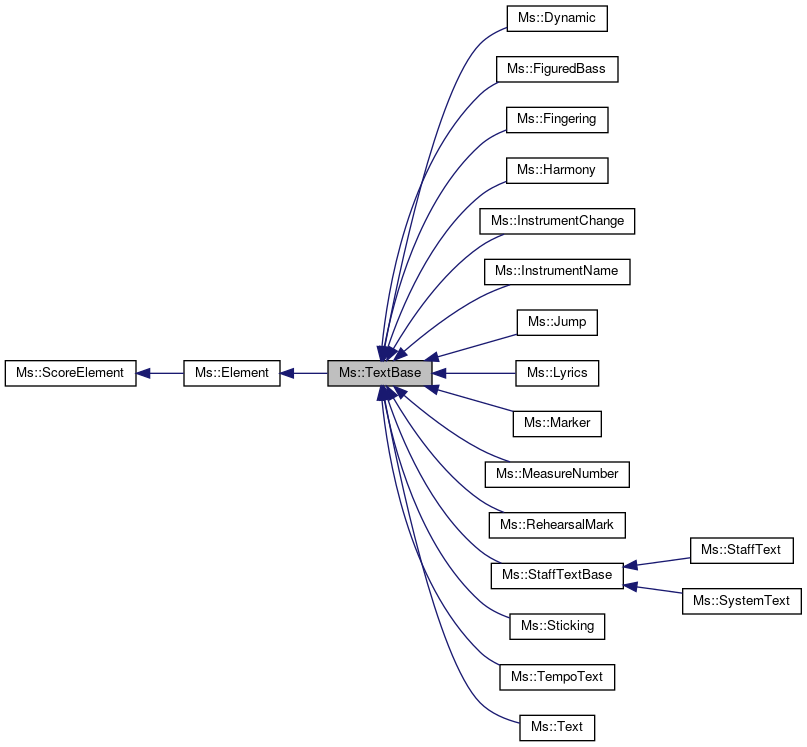 Ms::Dynamic
Ms::FiguredBass
Ms::Fingering
Ms::Harmony
Ms::InstrumentChange
Ms::InstrumentName
Ms::Jump
Ms::ScoreElement
Ms::Element
Ms::TextBase
Ms::Lyrics
Ms::Marker
Ms::MeasureNumber
Ms::RehearsalMark
Ms::StaffText
Ms::StaffTextBase
Ms::SystemText
Ms::Sticking
Ms::TempoText
Ms::Text